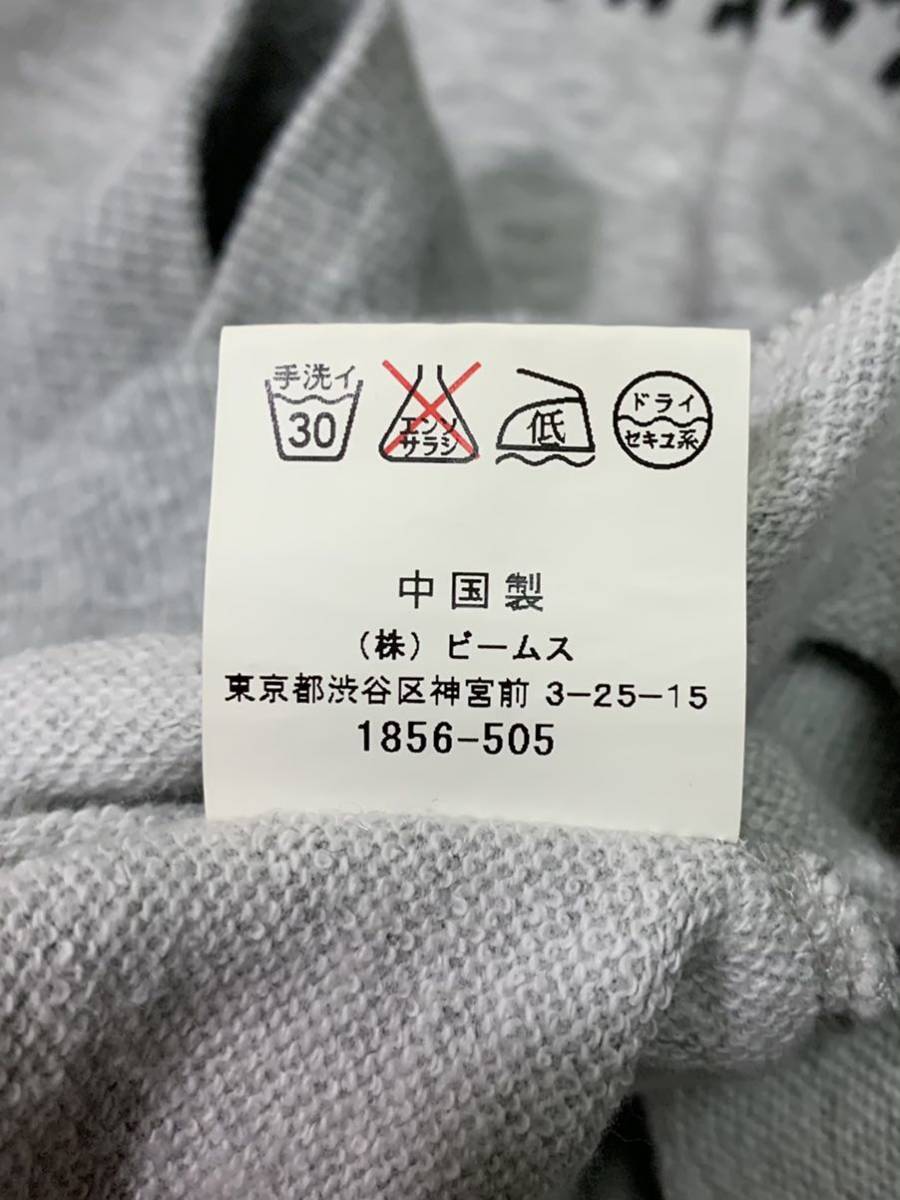 手洗イ
30
エンソ
サラシ
低
ドライ
セキユ系
中国製
(株)ビームス
東京都渋谷区神宮前 3-25-15
1856-505